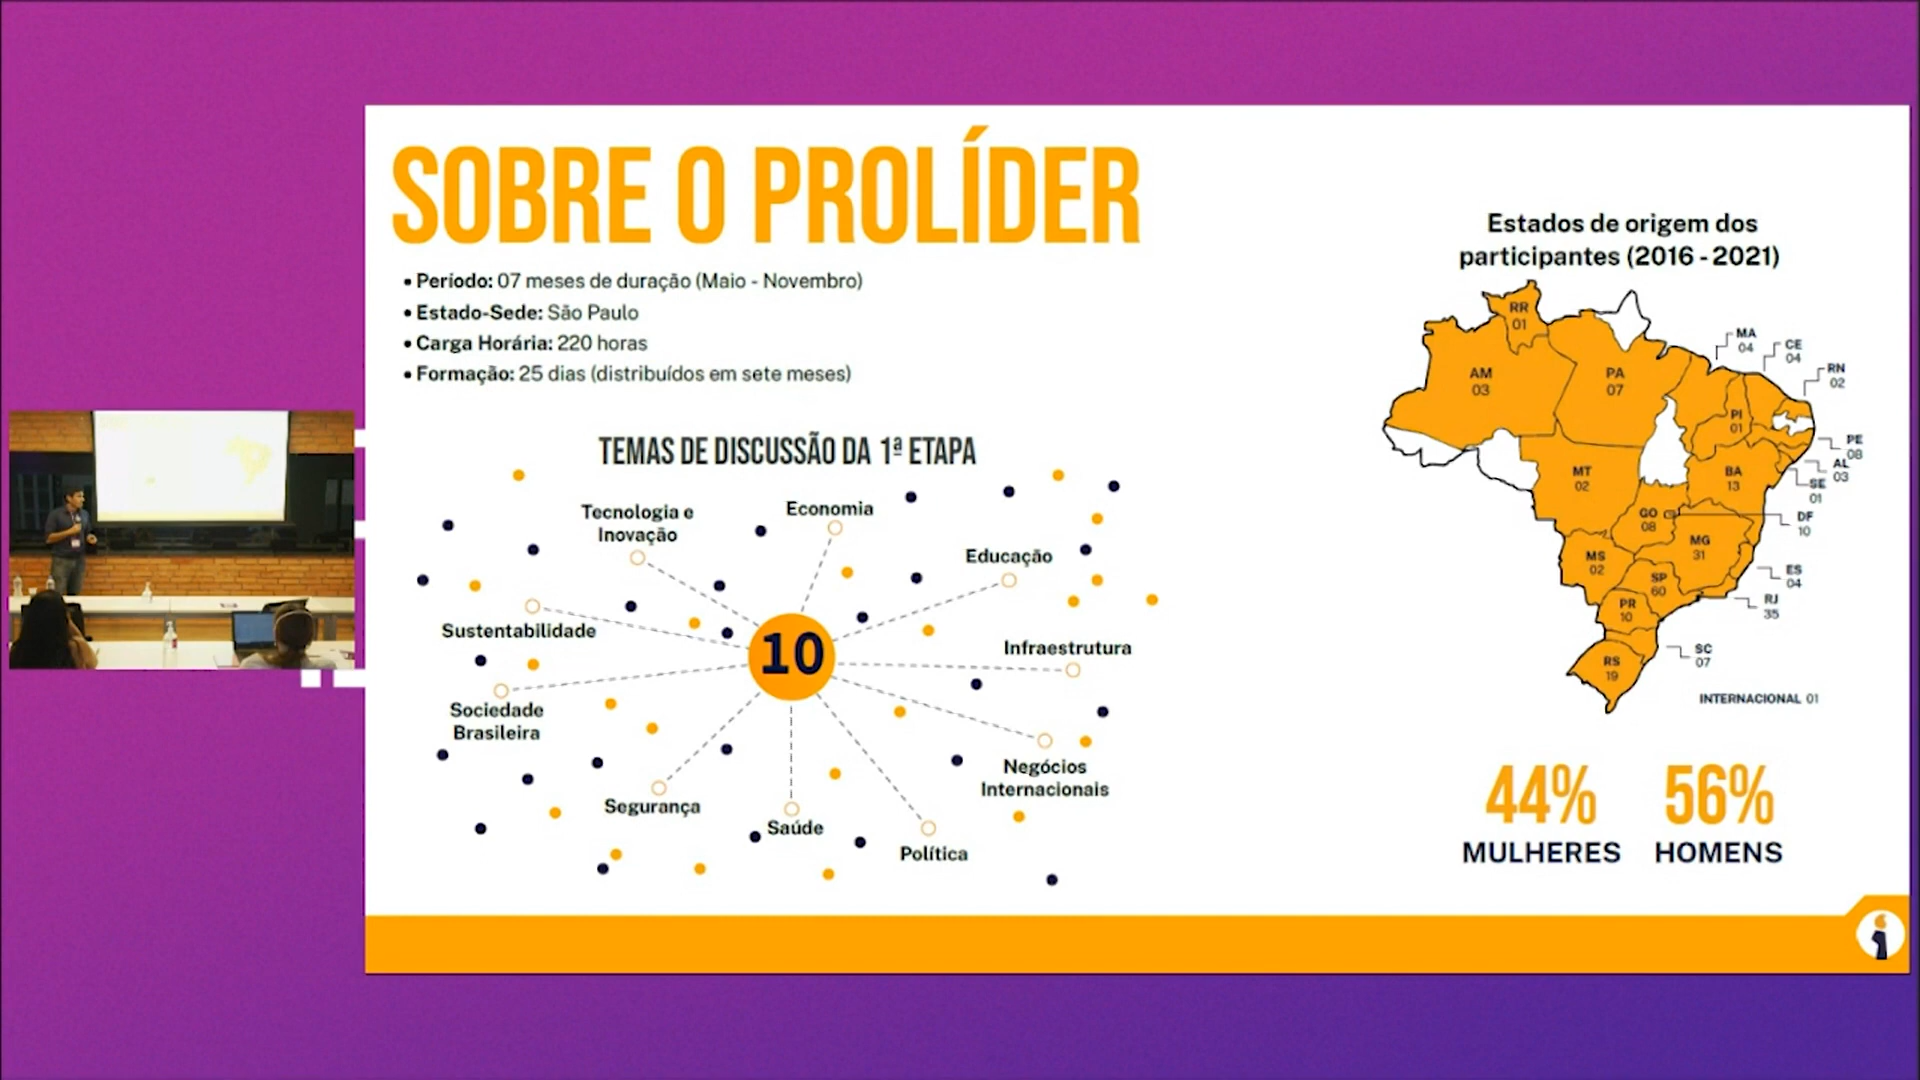 SOBRE O PROLÍDER
• Período: 07 meses de duração (Maio - Novembro)
• Estado-Sede: São Paulo
• Carga Horária: 220 horas
• Formação: 25 dias (distribuídos em sete meses)
TEMAS DE DISCUSSÃO DA 1ª ETAPA
Tecnologia e
Inovação
Economia
Educação
Sustentabilidade
10
Infraestrutura
Sociedade
Brasileira
Negócios
Internacionais
Segurança
Saúde
Política
Estados de origem dos
participantes (2016 - 2021)
RR
01
MA
04
CE
04
RN
02
AM
03
PA
07
PI
01
PE
08
AL
03
SE
01
MT
02
BA
13
GO
08
DF
10
MG
31
MS
02
ES
04
SP
60
RJ
35
PR
10
SC
07
RS
19
INTERNACIONAL 01
44%
MULHERES
56%
HOMENS